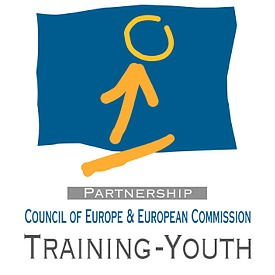 PARTNERSHIP
COUNCIL OF EUROPE & EUROPEAN COMMISSION
TRAINING-YOUTH